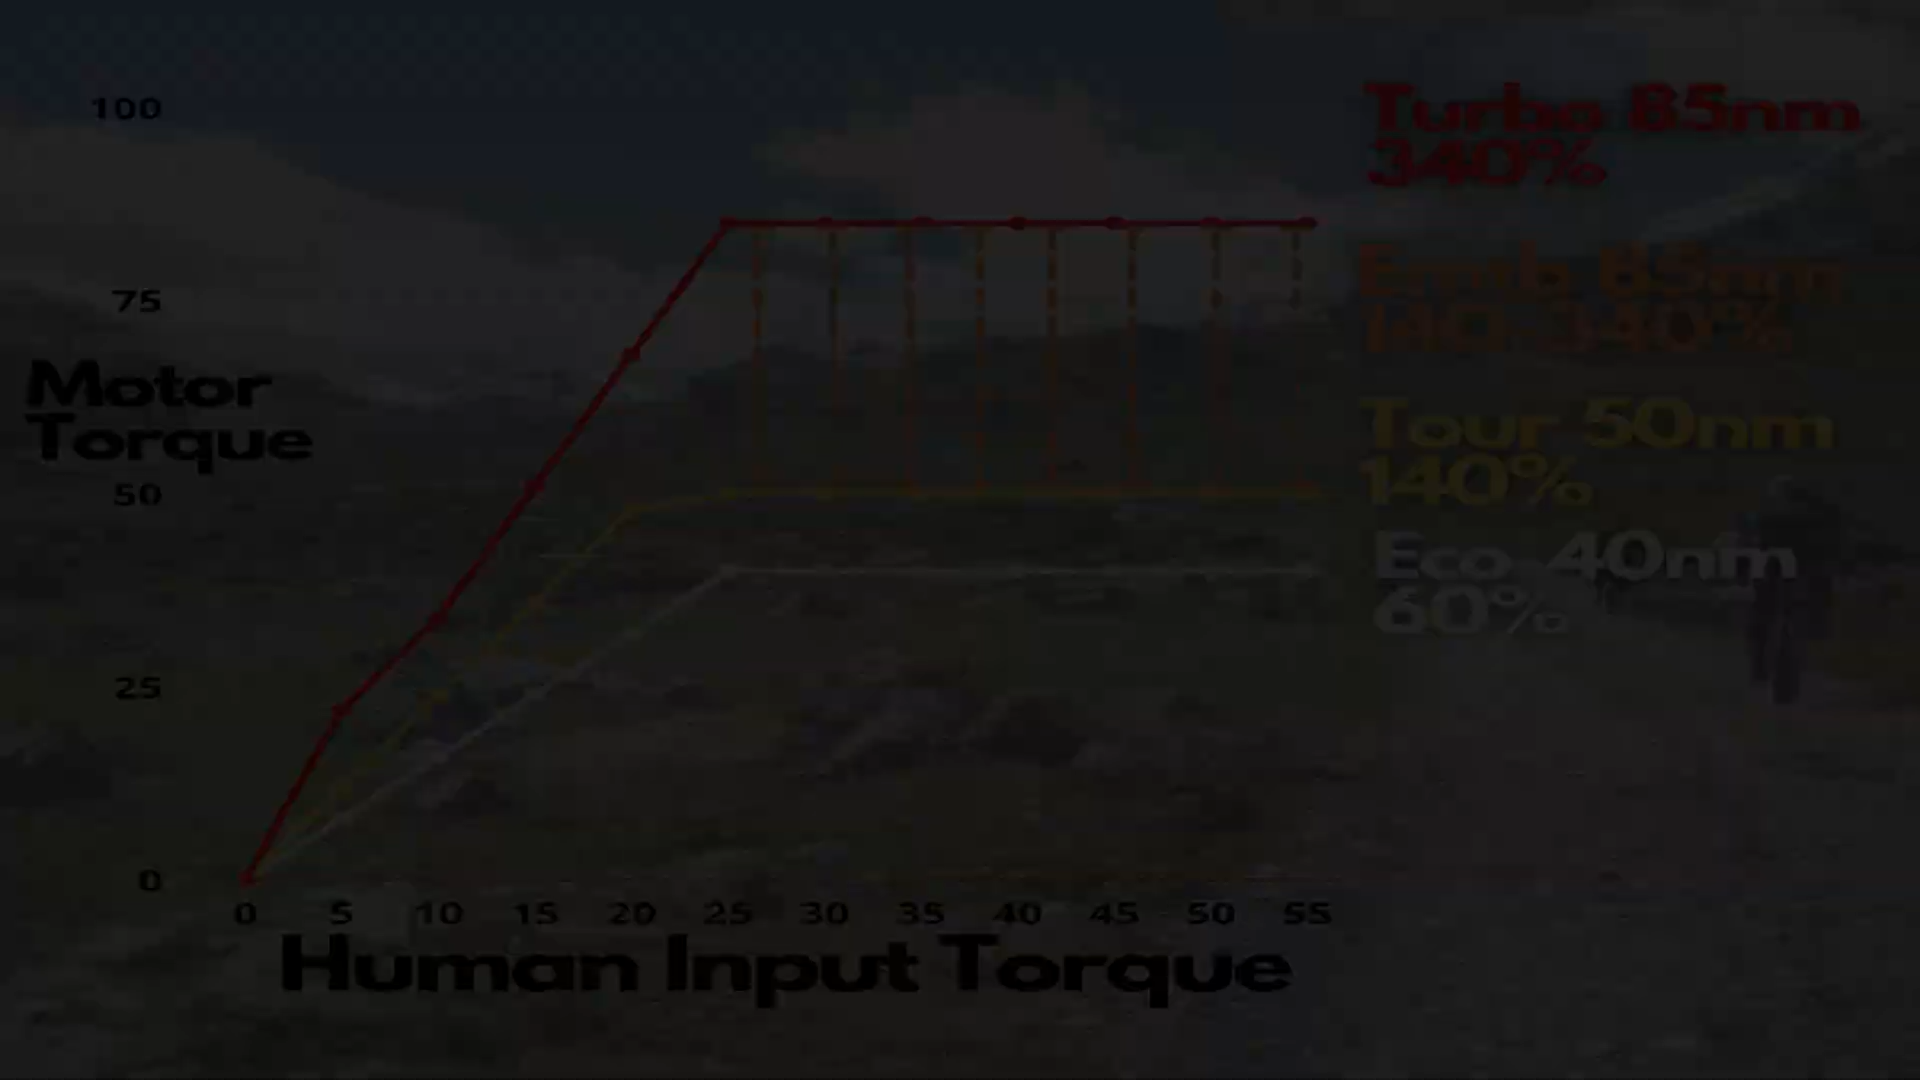 100
75
Motor
Torque
50
25
0
0 5 10 15 20 25 30 35 40 45 50 55
Human Input Torque
Turbo 85nm
340%
Emtb 85nm
140-340%
Tour 50nm
140%
Eco 40nm
60%